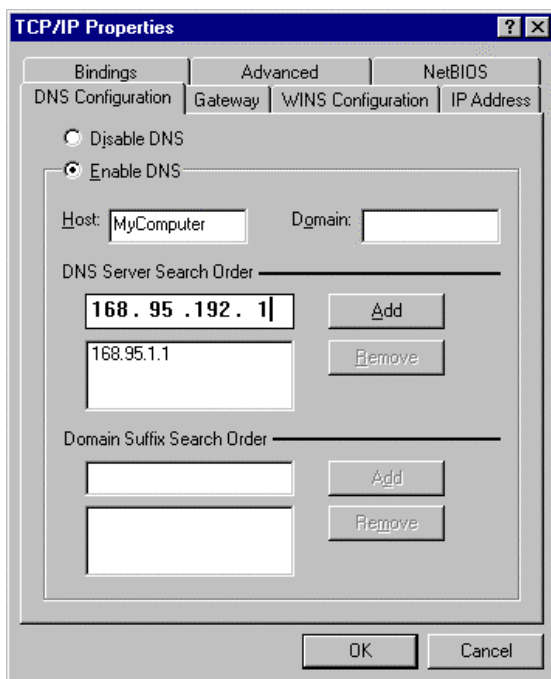 TCP/IP Properties
? X
Bindings Advanced NetBIOS
DNS Configuration Gateway WINS Configuration IP Address
Disable DNS
Enable DNS
Host: MyComputer Domain:
DNS Server Search Order
168 . 95 .192 . 1 Add
168.95.1.1 Remove
Domain Suffix Search Order
Add
Remove
OK Cancel